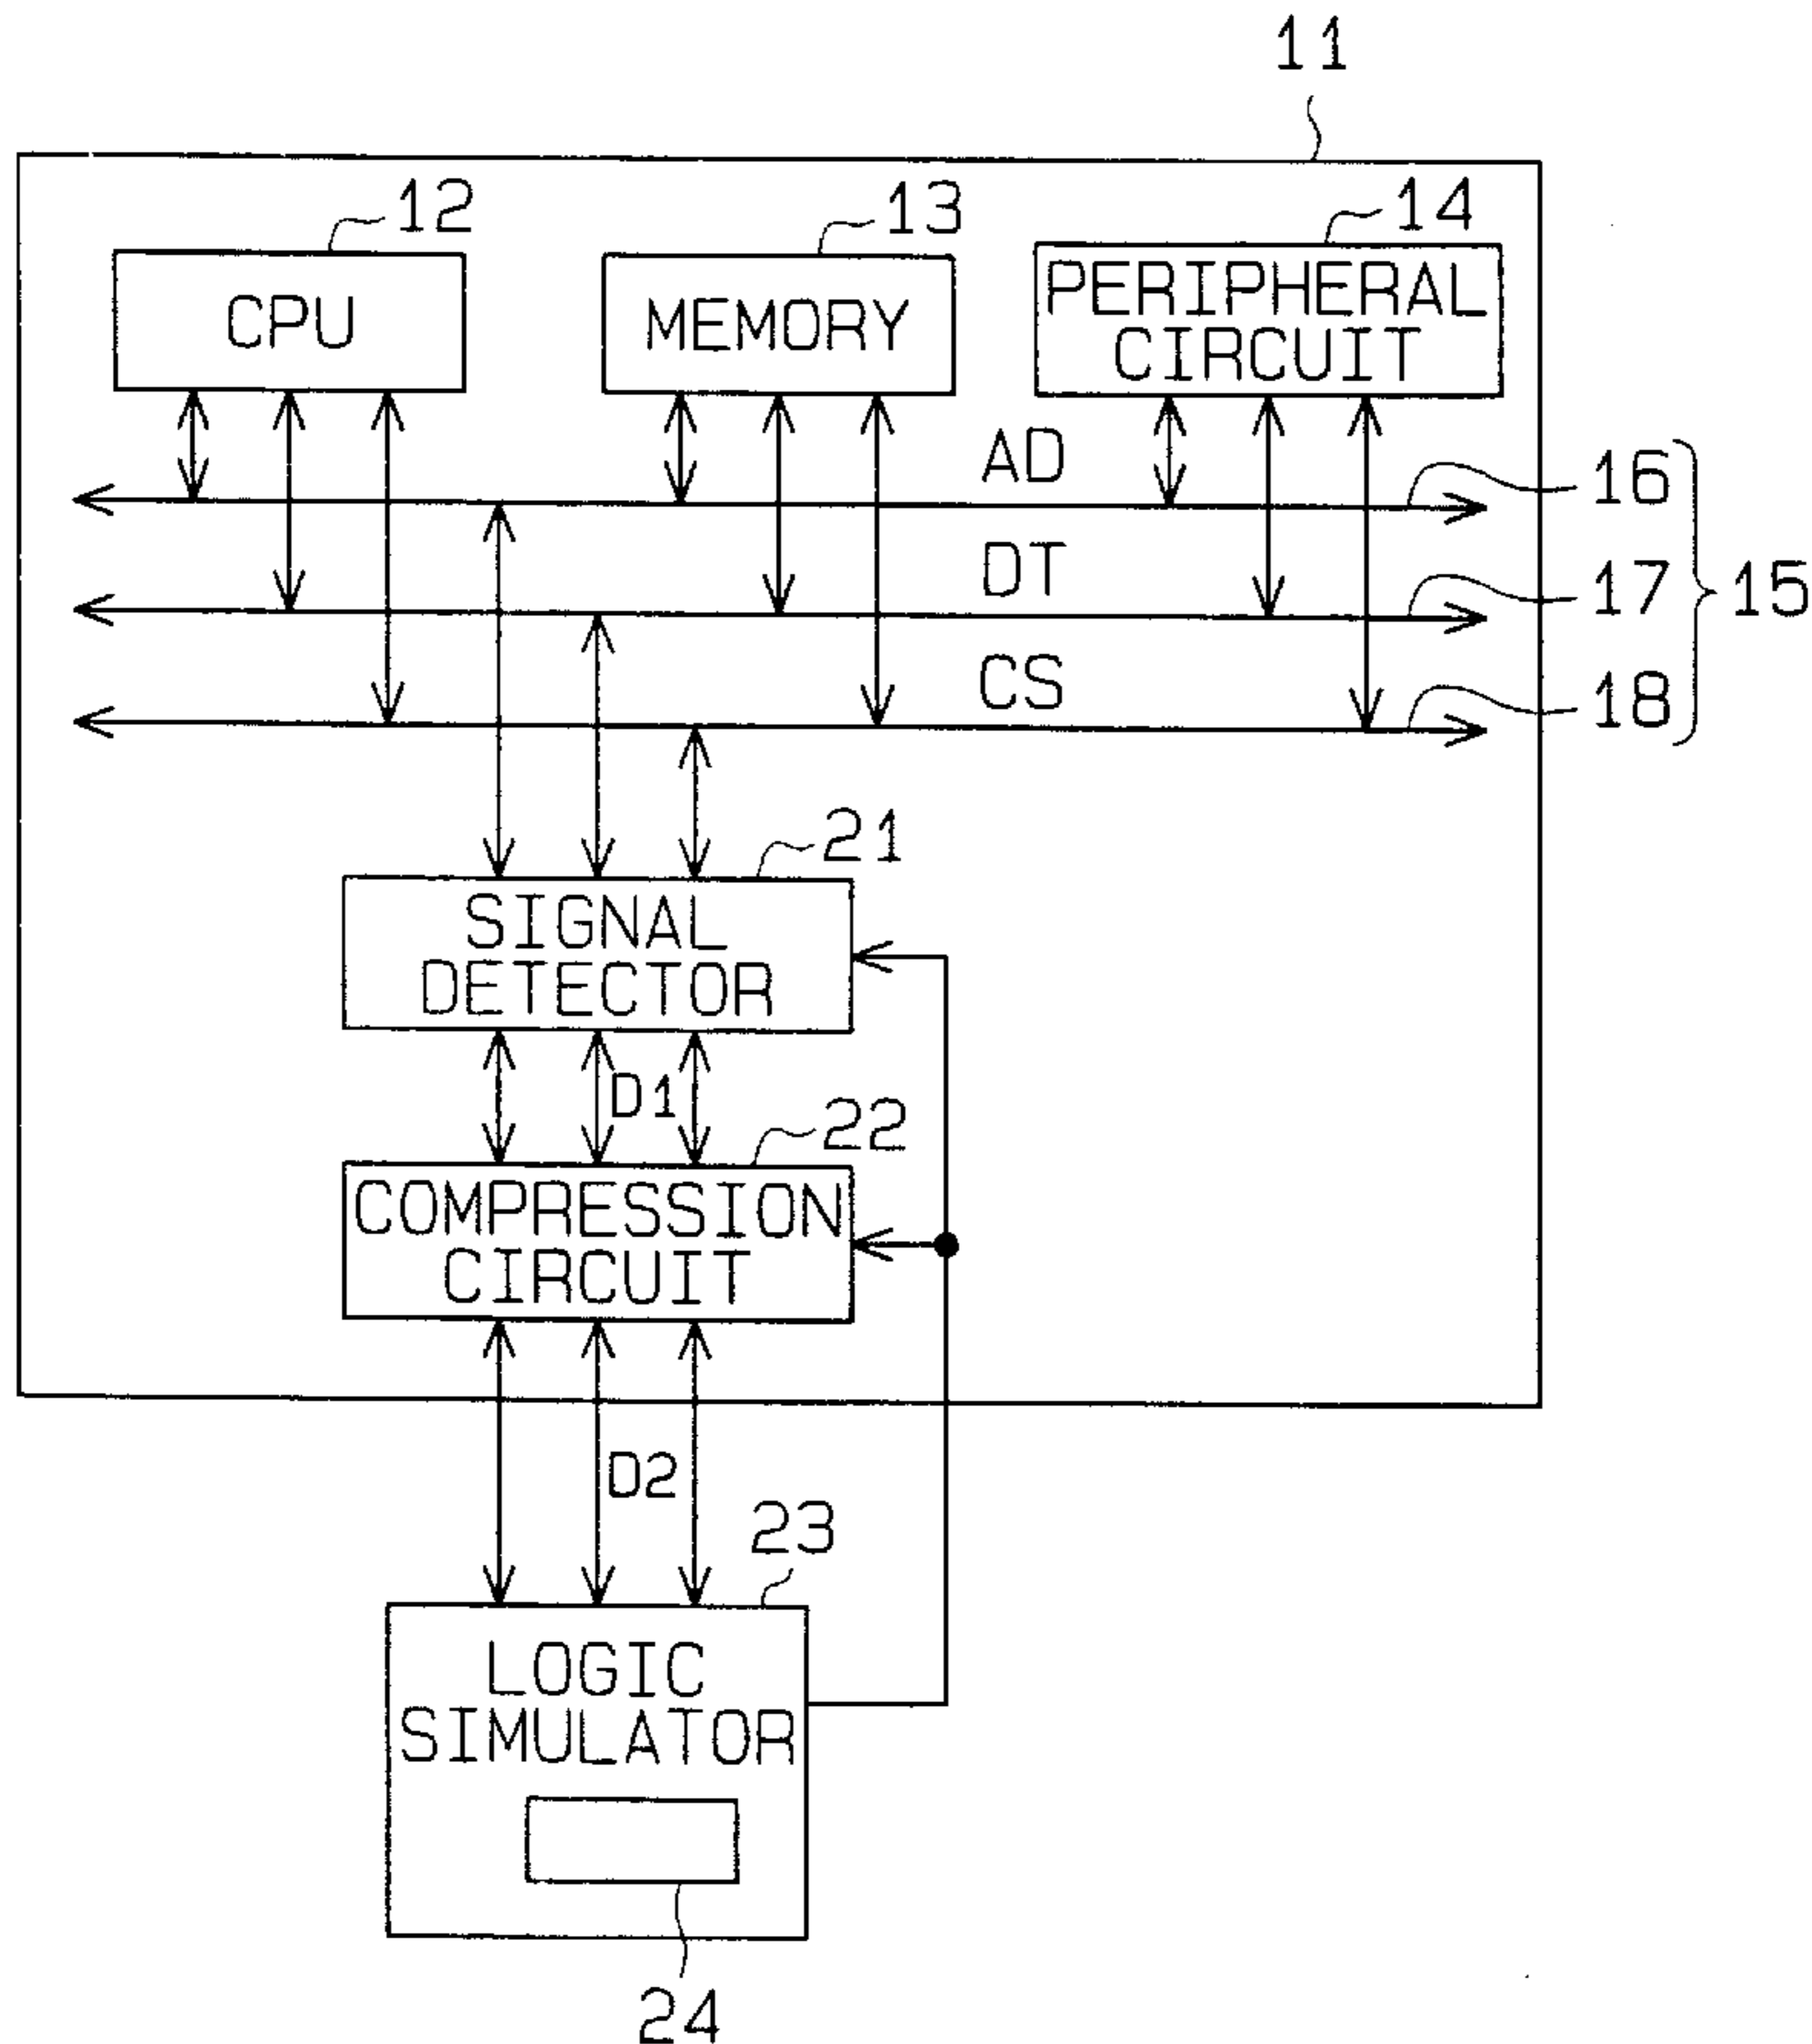 11
12
13
14
CPU
MEMORY
PERIPHERAL
CIRCUIT
AD
16
DT
17
15
CS
18
21
SIGNAL
DETECTOR
D1
22
COMPRESSION
CIRCUIT
D2
23
LOGIC
SIMULATOR
24